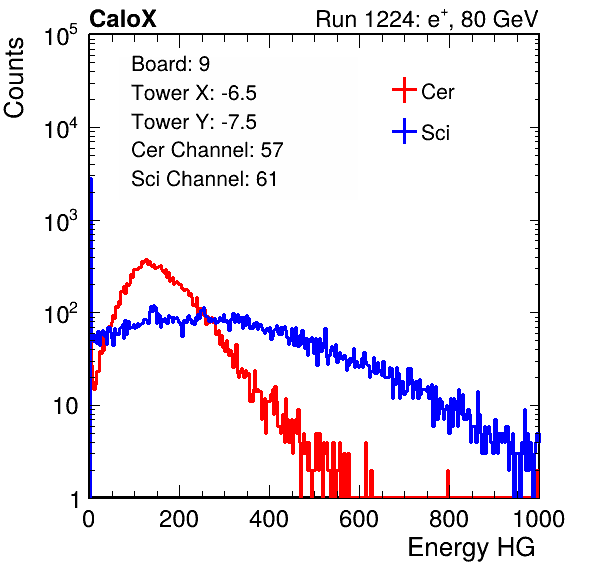 CaloX Run 1224: e⁺, 80 GeV
Counts
10⁵
10⁴
10³
10²
10
1
Board: 9
Tower X: -6.5
Tower Y: -7.5
Cer Channel: 57
Sci Channel: 61
Cer
Sci
0 200 400 600 800 1000
Energy HG